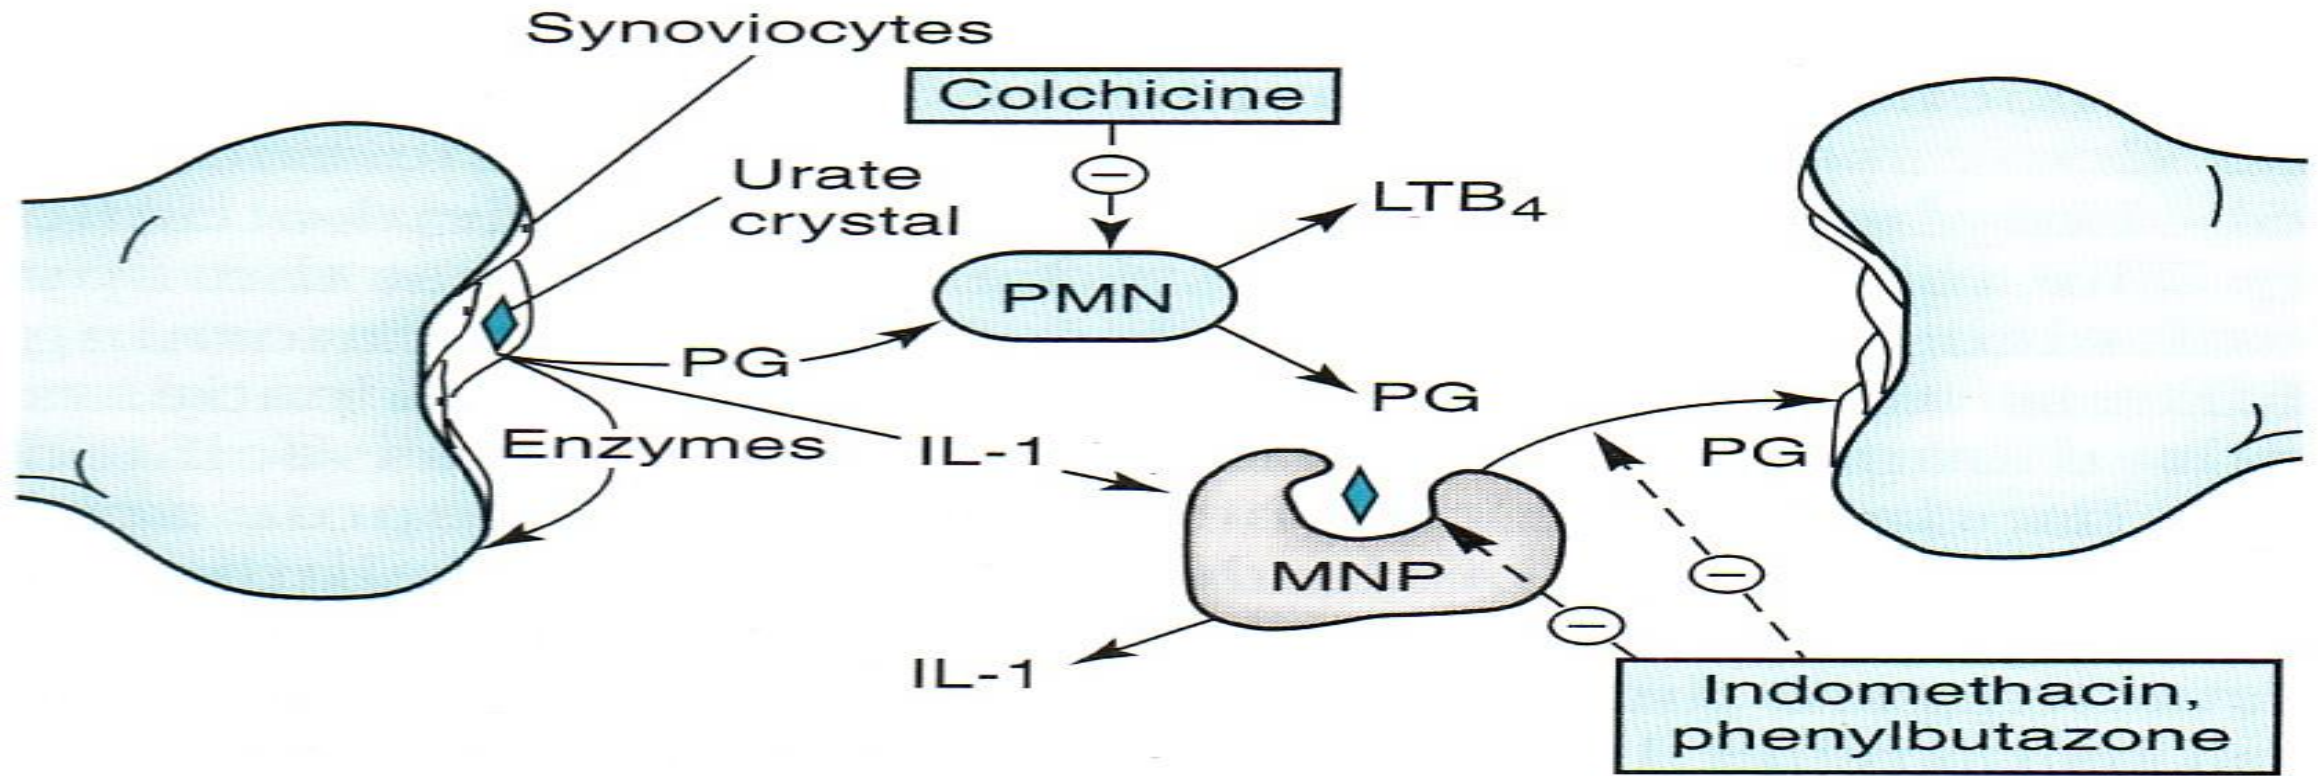 Synoviocytes
Colchicine
Urate
crystal
LTB4
PMN
PG
PG
Enzymes
IL-1
PG
MNP
IL-1
Indomethacin,
phenylbutazone